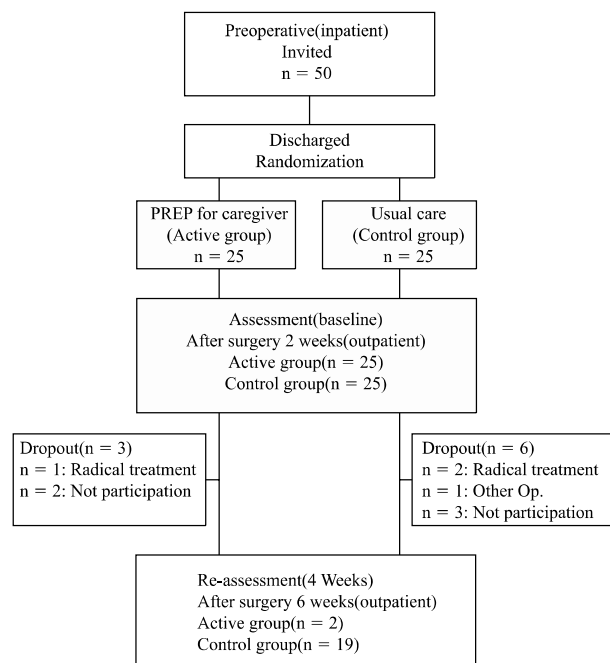 Preoperative(inpatient)
Invited
n = 50
Discharged
Randomization
PREP for caregiver
(Active group)
n = 25
Usual care
(Control group)
n = 25
Assessment(baseline)
After surgery 2 weeks(outpatient)
Active group(n = 25)
Control group(n = 25)
Dropout(n = 3)
n = 1: Radical treatment
n = 2: Not participation
Dropout(n = 6)
n = 2: Radical treatment
n = 1: Other Op.
n = 3: Not participation
Re-assessment(4 Weeks)
After surgery 6 weeks(outpatient)
Active group(n = 2)
Control group(n = 19)